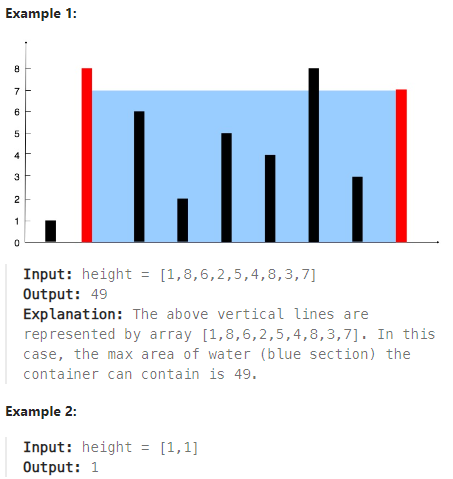 Example 1:
8
7
6
5
4
3
2
1
0
Input: height = [1,8,6,2,5,4,8,3,7]
Output: 49
Explanation: The above vertical lines are
represented by array [1,8,6,2,5,4,8,3,7]. In this
case, the max area of water (blue section) the
container can contain is 49.
Example 2:
Input: height = [1,1]
Output: 1